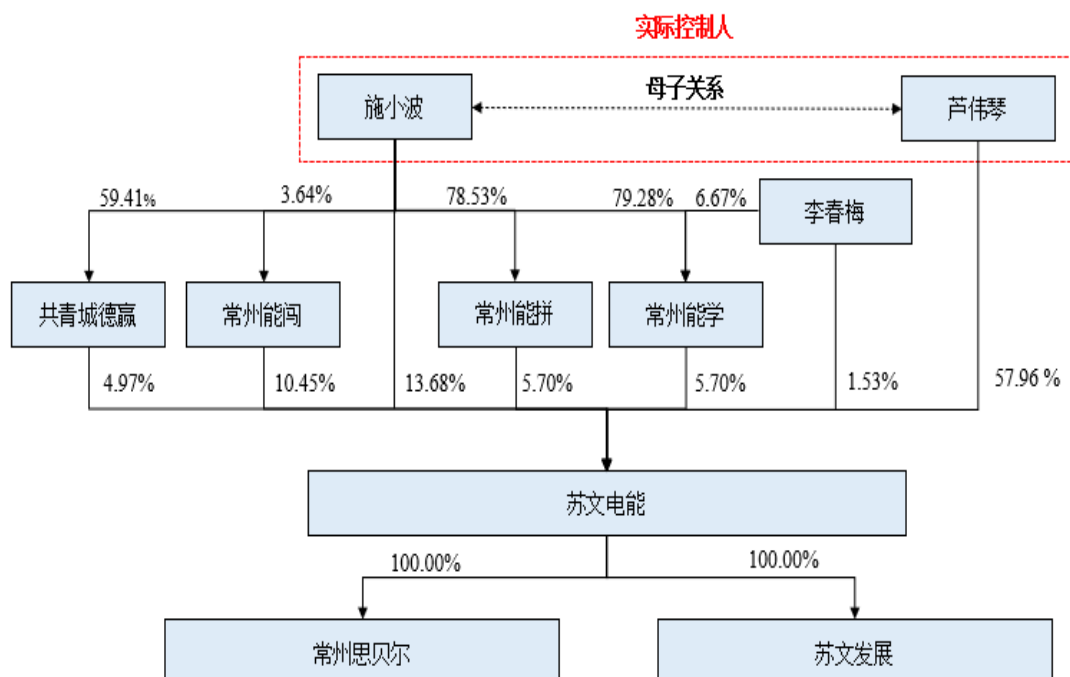 实际控制人
施小波
母子关系
芦伟琴
59.41%
3.64%
78.53%
79.28%
6.67%
李春梅
共青城德赢
常州能闯
常州能拼
常州能学
4.97%
10.45%
13.68%
5.70%
5.70%
1.53%
57.96 %
苏文电能
100.00%
100.00%
常州思贝尔
苏文发展